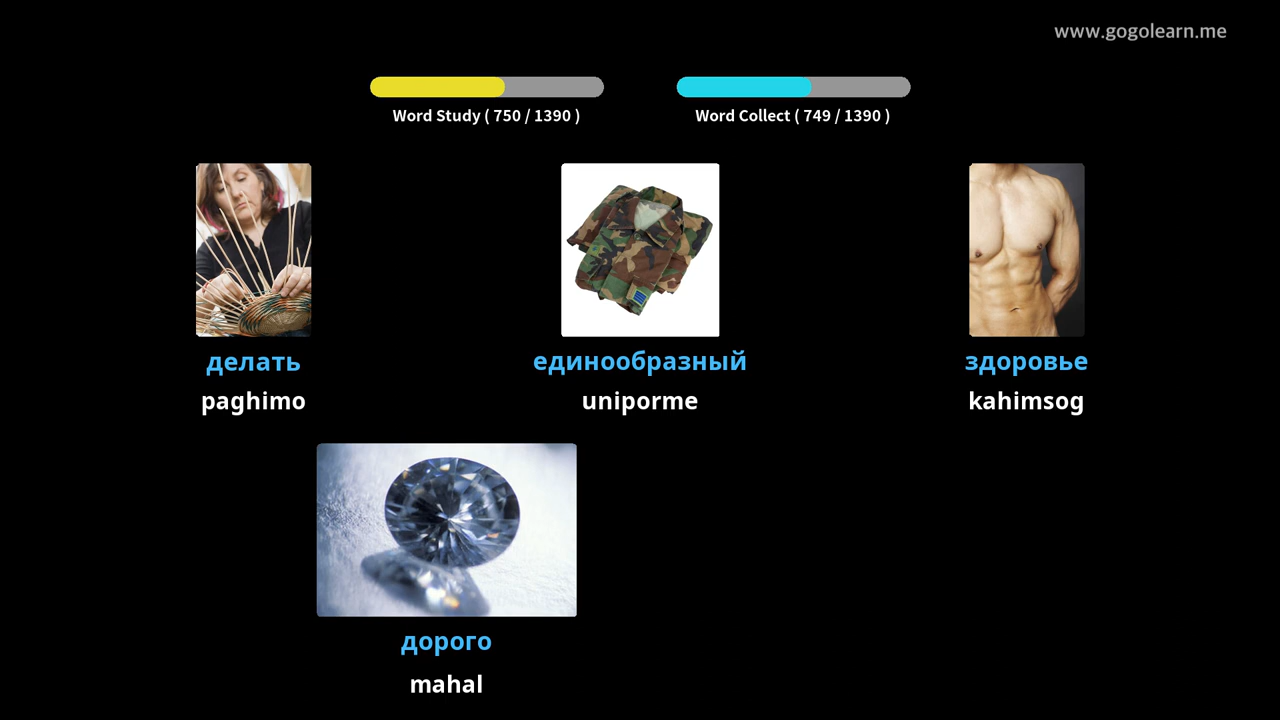 www.gogolearn.me
Word Study ( 750 / 1390 )
Word Collect ( 749 / 1390 )
делать
единообразный
здоровье
paghimo
uniporme
kahimsog
дорого
mahal